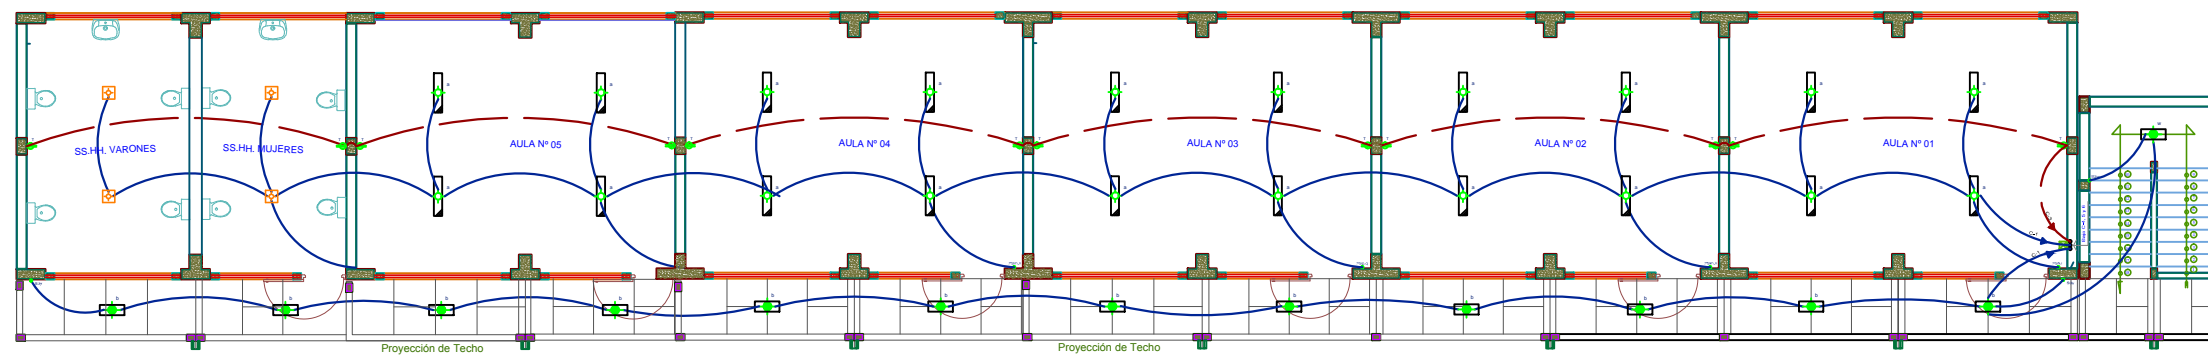 SS.HH. VARONES
SS.HH. MUJERES
AULA Nº 05
AULA Nº 04
AULA Nº 03
AULA Nº 02
AULA Nº 01
Proyección de Techo
Proyección de Techo